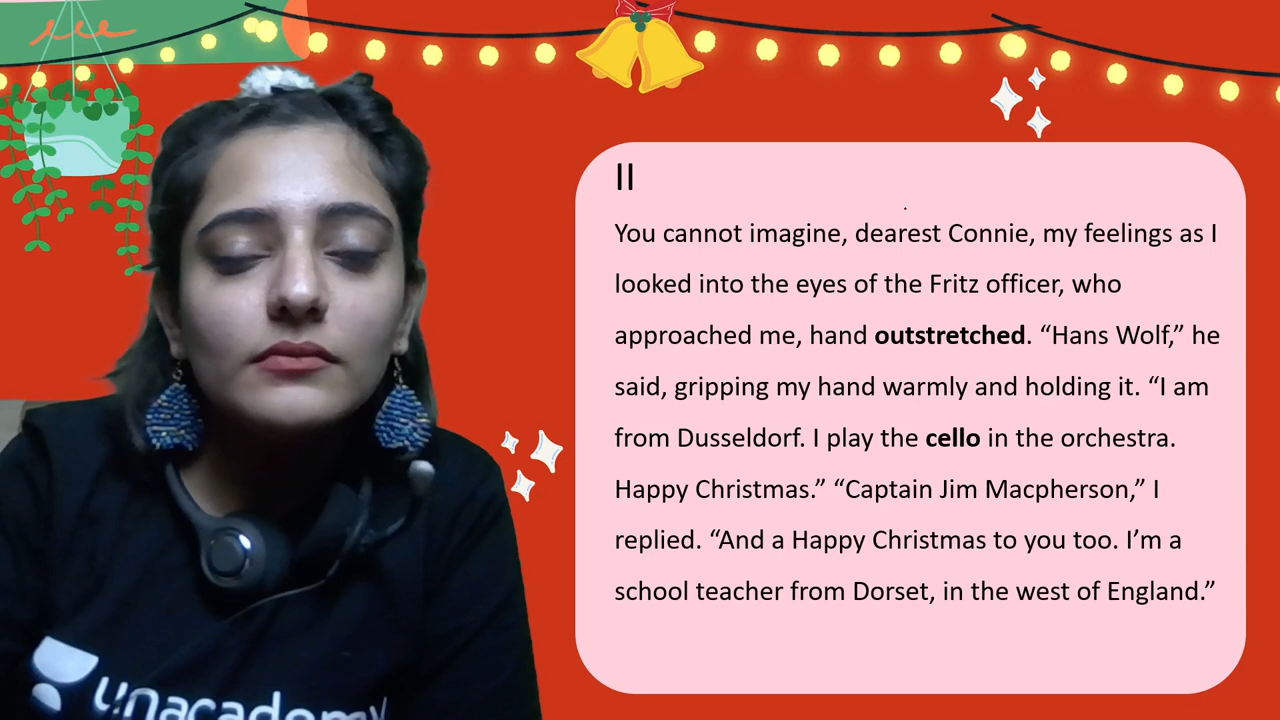 II
You cannot imagine, dearest Connie, my feelings as I
looked into the eyes of the Fritz officer, who
approached me, hand outstretched. “Hans Wolf,” he
said, gripping my hand warmly and holding it. “I am
from Dusseldorf. I play the cello in the orchestra.
Happy Christmas.” “Captain Jim Macpherson,” I
replied. “And a Happy Christmas to you too. I’m a
school teacher from Dorset, in the west of England.”
unacademy